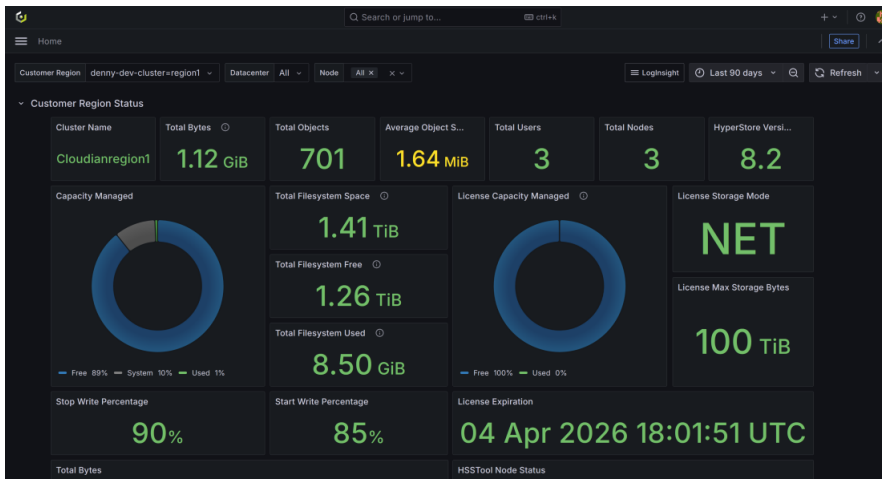 Search or jump to...
ctrl+k
Home
Share
Customer Region
denny-dev-cluster=region1
Datacenter
All
Node
All ×
×
LogInsight
Last 90 days
Refresh
Customer Region Status
Cluster Name
Cloudianregion1
Total Bytes
1.12 GiB
Total Objects
701
Average Object S...
1.64 MiB
Total Users
3
Total Nodes
3
HyperStore Versi...
8.2
Capacity Managed
Free 89%
System 10%
Used 1%
Total Filesystem Space
1.41 TiB
Total Filesystem Free
1.26 TiB
Total Filesystem Used
8.50 GiB
License Capacity Managed
Free 100%
Used 0%
License Storage Mode
NET
License Max Storage Bytes
100 TiB
Stop Write Percentage
90%
Start Write Percentage
85%
License Expiration
04 Apr 2026 18:01:51 UTC
Total Bytes
HSSTool Node Status